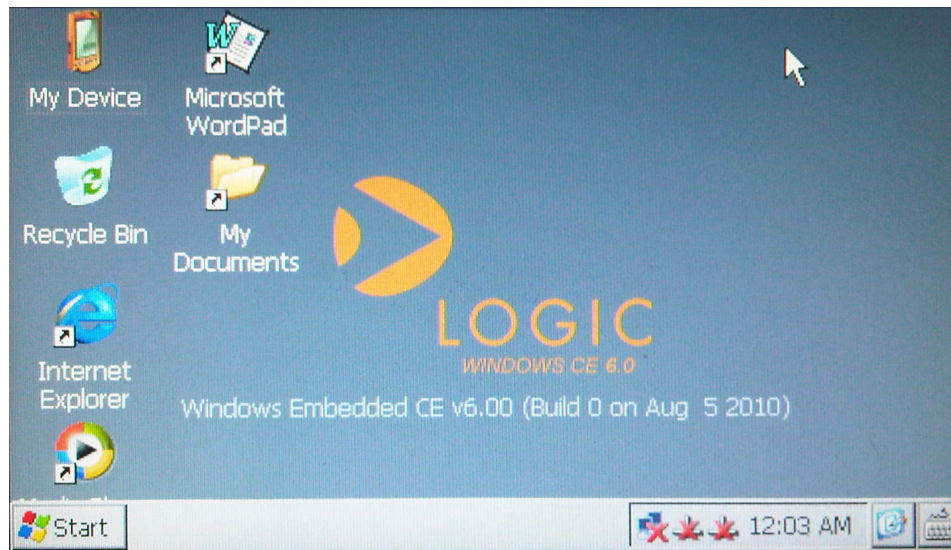 My Device
Microsoft
WordPad
Recycle Bin
My
Documents
Internet
Explorer
LOGIC
WINDOWS CE 6.0
Windows Embedded CE v6.00 (Build 0 on Aug 5 2010)
Start
12:03 AM